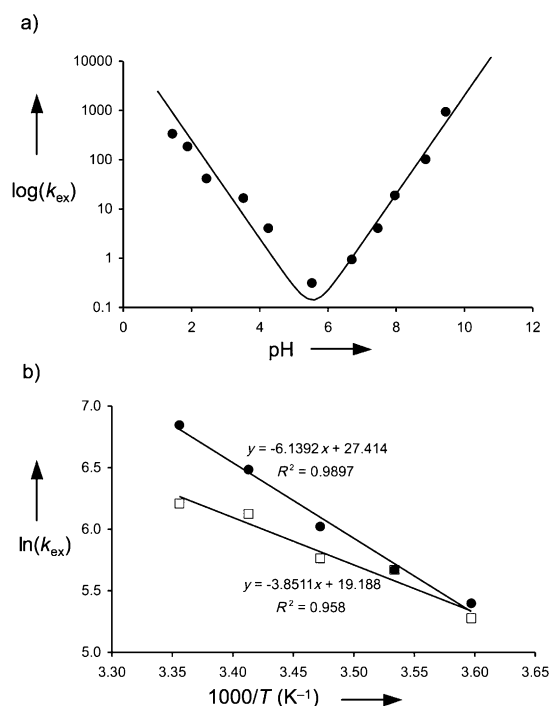 a)
10000
1000
100
10
1
0.1
log(kex)
0 2 4 6 8 10 12
pH
b)
7.0
6.5
6.0
5.5
5.0
ln(kex)
y = -6.1392 x + 27.414
R² = 0.9897
y = -3.8511x + 19.188
R² = 0.958
3.30 3.35 3.40 3.45 3.50 3.55 3.60 3.65
1000/T (K⁻¹)